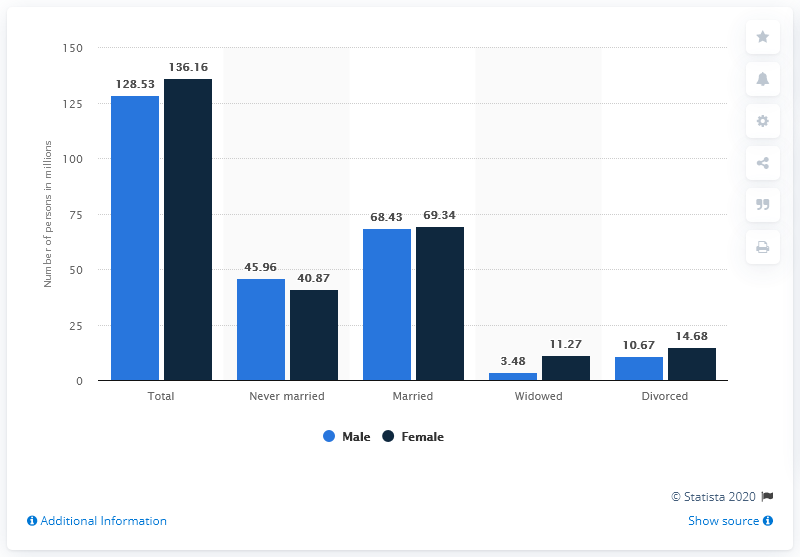 Number of persons in millions
150
125
100
75
50
25
0
128.53
136.16
45.96
40.87
68.43
69.34
3.48
11.27
10.67
14.68
Total
Never married
Married
Widowed
Divorced
Male
Female
© Statista 2020
Additional Information
Show source